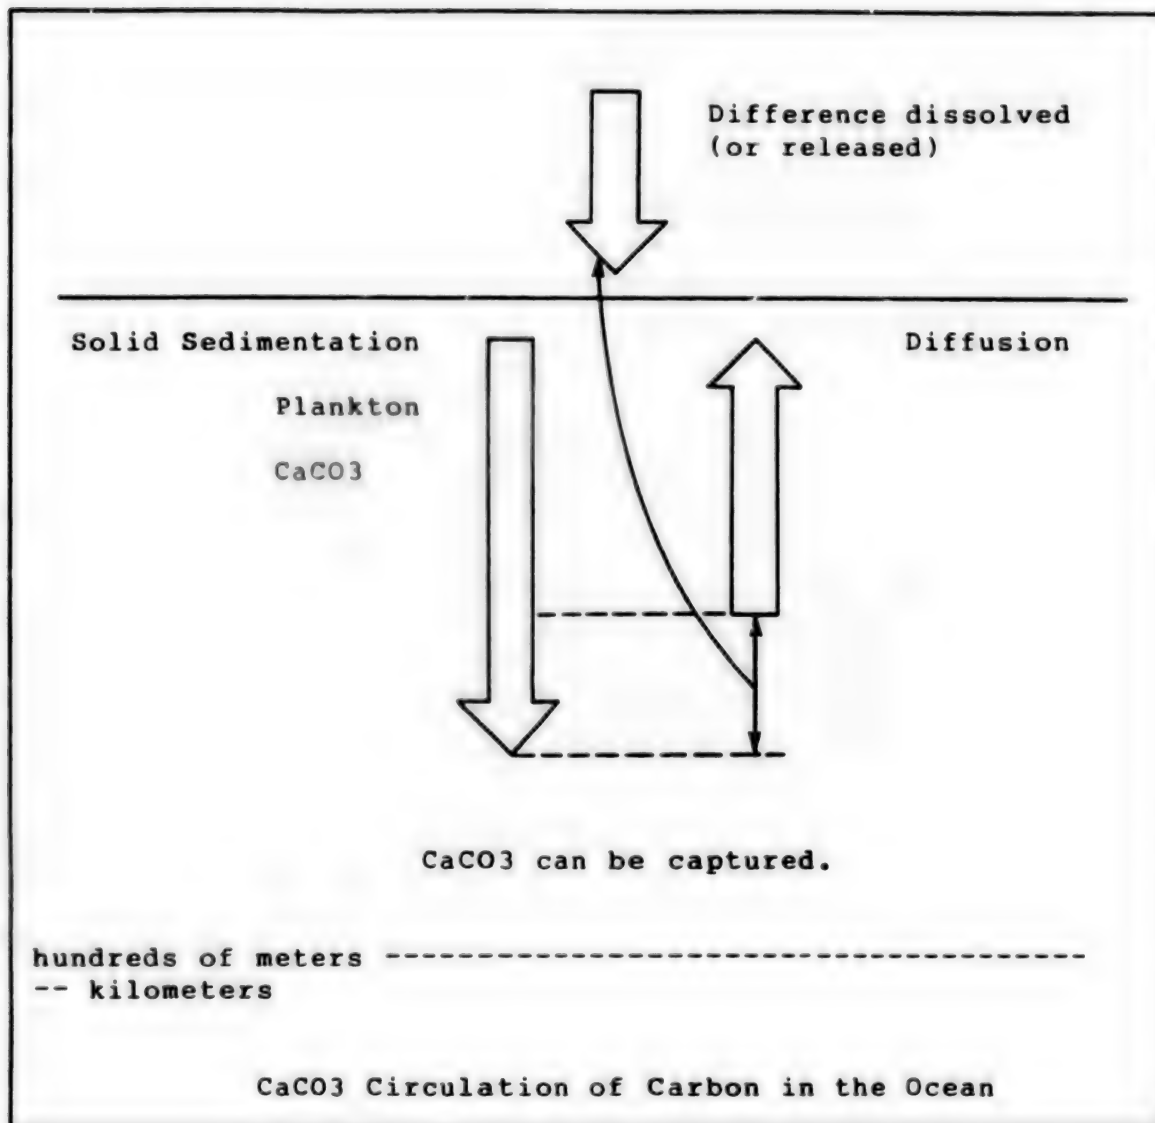 Difference dissolved
(or released)
Solid Sedimentation
Diffusion
Plankton
CaCO3
CaCO3 can be captured.
hundreds of meters
-- kilometers
CaCO3 Circulation of Carbon in the Ocean